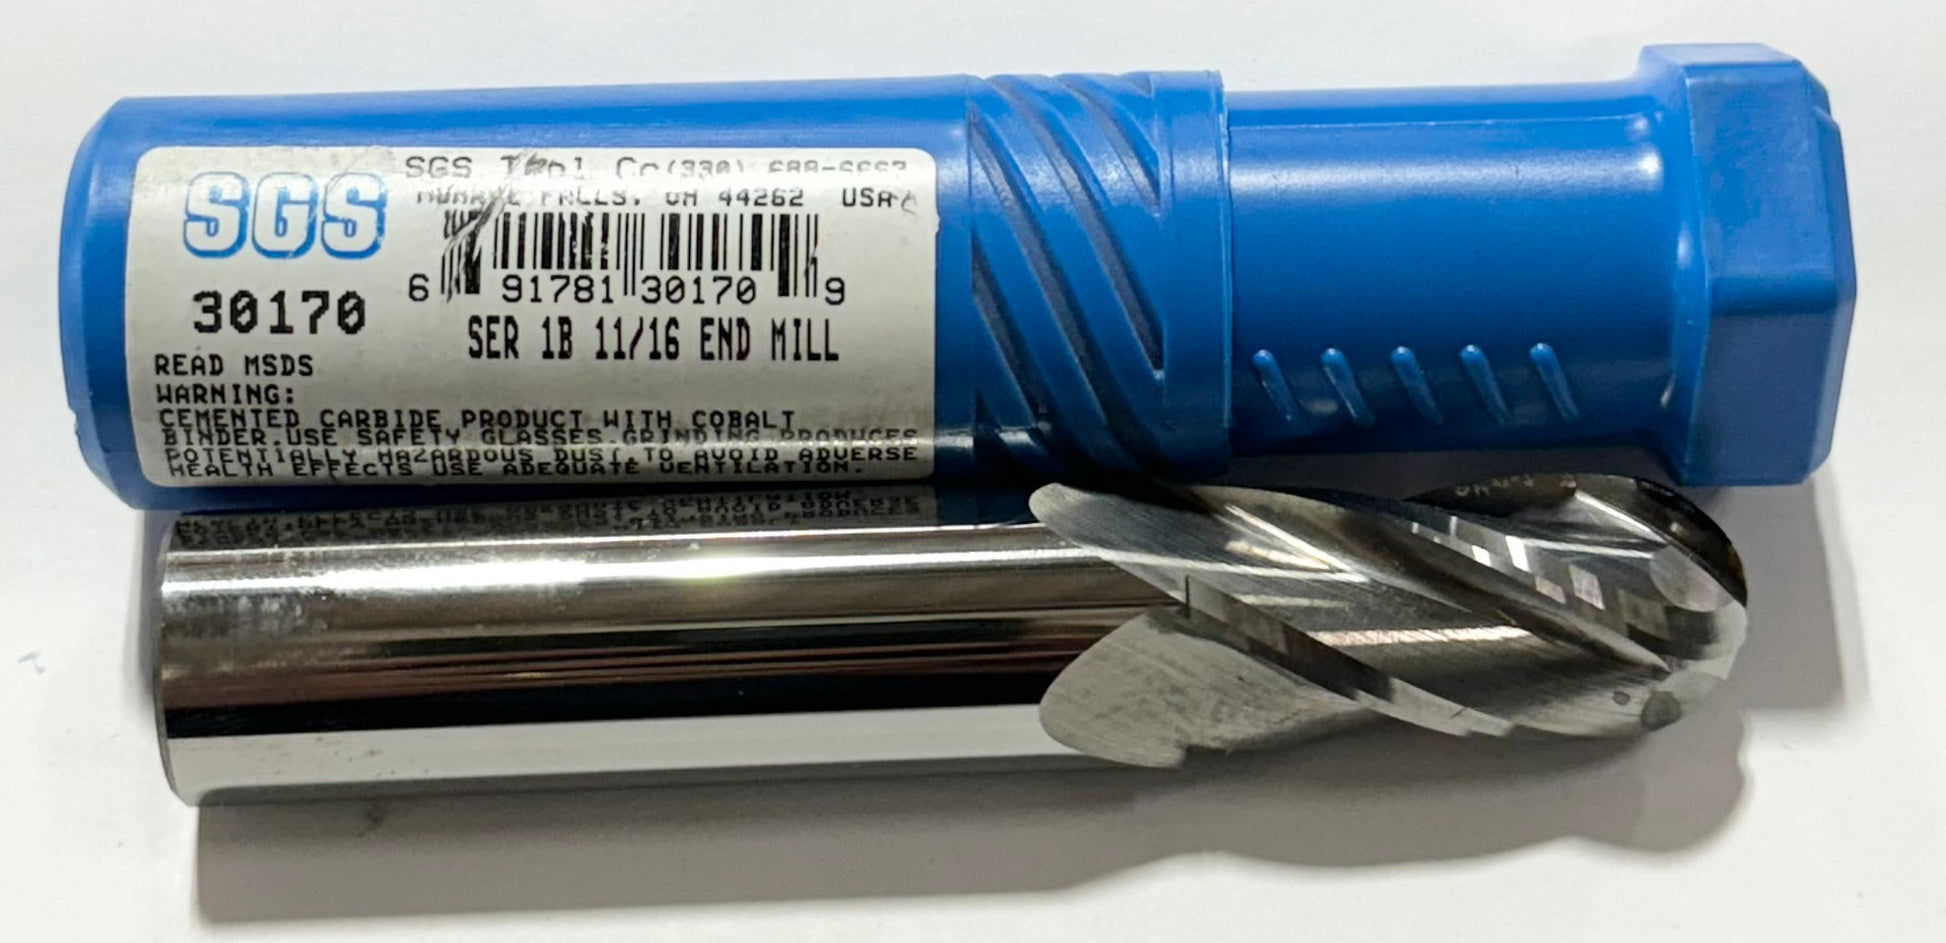 SGS
SGS Tool Co (330)
FALLS, OH 44262 USA
6 91781 30170 9
30170
SER 1B 11/16 END MILL
READ MSDS
WARNING:
CEMENTED CARBIDE PRODUCT WITH COBALT
BINDER.USE SAFETY GLASSES.GRINDING PRODUCES
POTENTIALLY HAZARDOUS DUST.TO AVOID ADVERSE
HEALTH EFFECTS USE ADEQUATE VENTILATION.